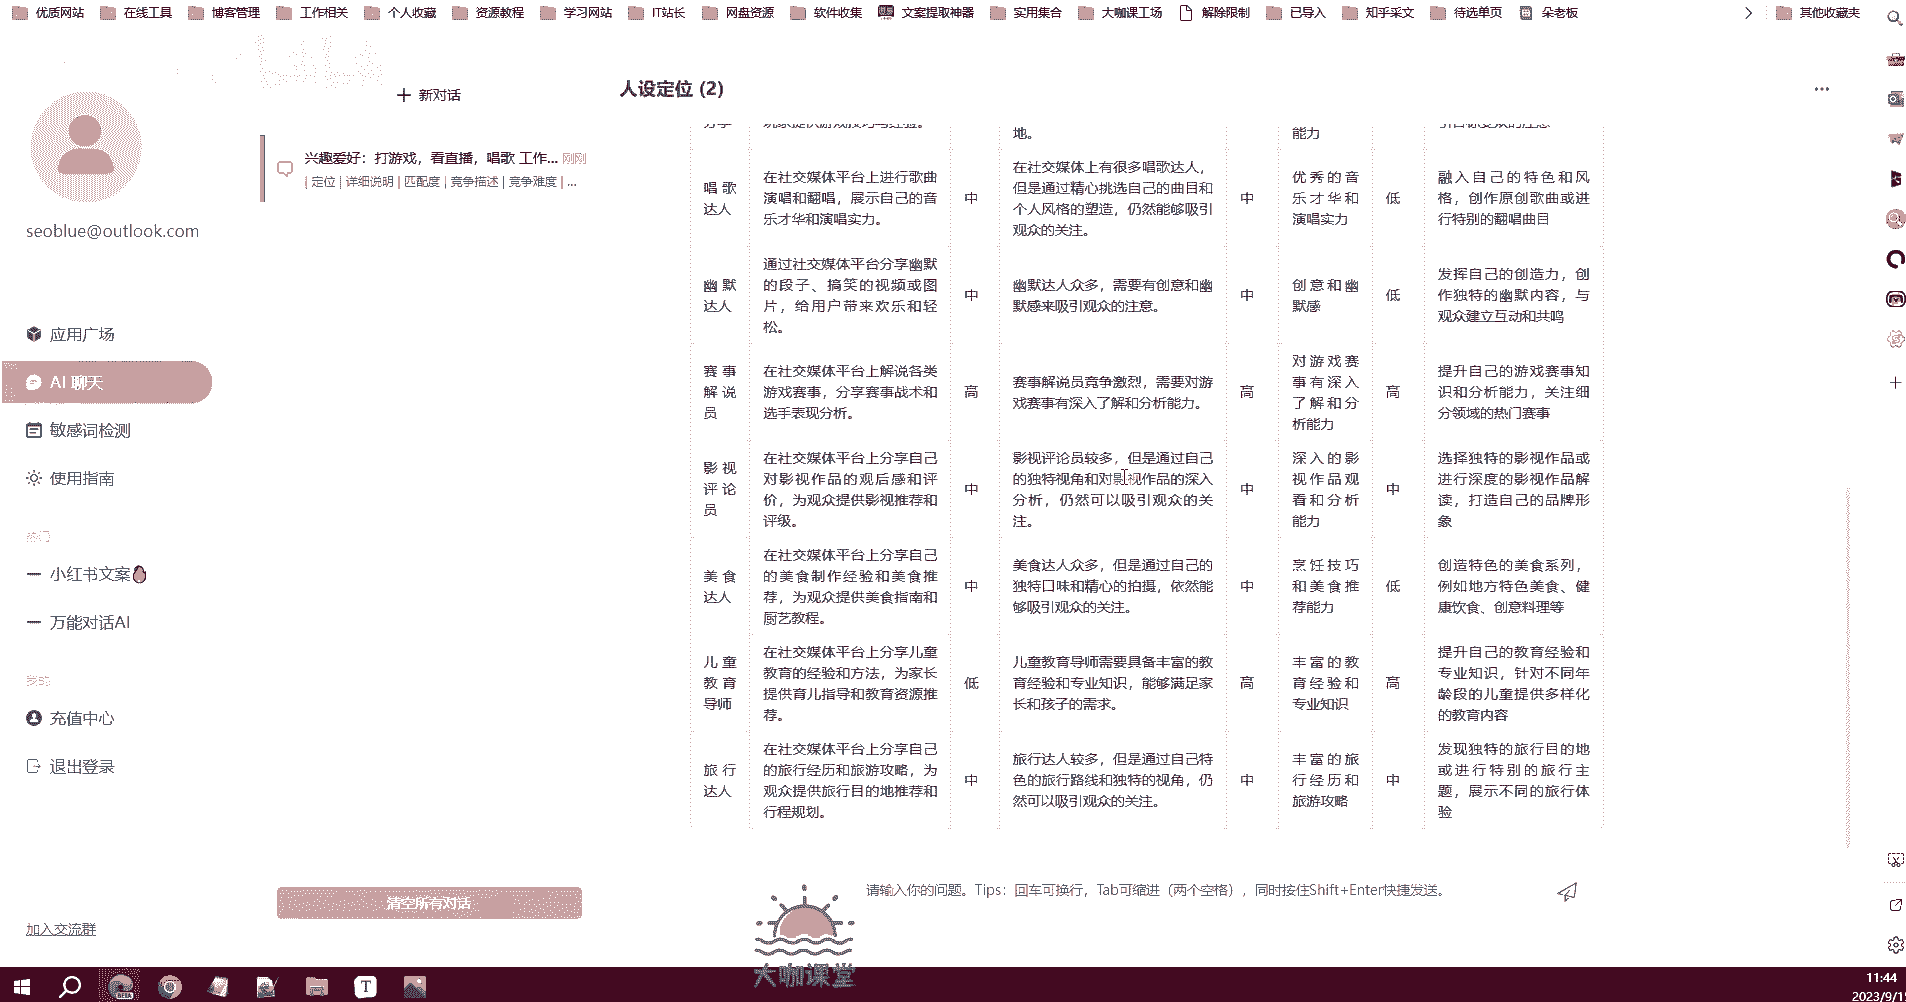 优质网站 在线工具 博客管理 工作相关 个人收藏 资源教程 学习网站 IT站长 网盘资源 软件收集 文案提取神器 实用集合 大咖课工场 解除限制 已导入 知乎采文 待选单页 朵老板 其他收藏夹
seoblue@outlook.com
应用广场
AI 聊天
敏感词检测
使用指南
小红书文案
万能对话AI
充值中心
退出登录
加入交流群
新对话
兴趣爱好：打游戏，看直播，唱歌 工作... 刚刚
| 定位 | 详细说明 | 匹配度 | 竞争描述 | 竞争难度 | ...
清空所有对话
人设定位 (2)
地。
能力
唱歌
达人
在社交媒体平台上进行歌曲
演唱和翻唱，展示自己的音
乐才华和演唱实力。
中
在社交媒体上有很多唱歌达人，
但是通过精心挑选自己的曲目和
个人风格的塑造，仍然能够吸引
观众的关注。
中
优秀的音
乐才华和
演唱实力
低
融入自己的特色和风
格，创作原创歌曲或进
行特别的翻唱曲目
幽默
达人
通过社交媒体平台分享幽默
的段子、搞笑的视频或图
片，给用户带来欢乐和轻
松。
中
幽默达人众多，需要有创意和幽
默感来吸引观众的注意。
中
创意和幽
默感
低
发挥自己的创造力，创
作独特的幽默内容，与
观众建立互动和共鸣
赛事
解说
员
在社交媒体平台上解说各类
游戏赛事，分享赛事战术和
选手表现分析。
高
赛事解说员竞争激烈，需要对游
戏赛事有深入了解和分析能力。
高
对游戏赛
事有深入
了解和分
析能力
高
提升自己的游戏赛事知
识和分析能力，关注细
分领域的热门赛事
影视
评论
员
在社交媒体平台上分享自己
对影视作品的观后感和评
价，为观众提供影视推荐和
评级。
中
影视评论员较多，但是通过自己
的独特视角和对影视作品的深入
分析，仍然可以吸引观众的关
注。
中
深入的影
视作品观
看和分析
能力
中
选择独特的影视作品或
进行深度的影视作品解
读，打造自己的品牌形
象
美食
达人
在社交媒体平台上分享自己
的美食制作经验和美食推
荐，为观众提供美食指南和
厨艺教程。
中
美食达人众多，但是通过自己的
独特口味和精心的拍摄，依然能
够吸引观众的关注。
中
烹饪技巧
和美食推
荐能力
低
创造特色的美食系列，
例如地方特色美食、健
康饮食、创意料理等
儿童
教育
导师
在社交媒体平台上分享儿童
教育的经验和方法，为家长
提供育儿指导和教育资源推
荐。
低
儿童教育导师需要具备丰富的教
育经验和专业知识，能够满足家
长和孩子的需求。
高
丰富的教
育经验和
专业知识
高
提升自己的教育经验和
专业知识，针对不同年
龄段的儿童提供多样化
的教育内容
旅行
达人
在社交媒体平台上分享自己
的旅行经历和旅游攻略，为
观众提供旅行目的地推荐和
行程规划。
中
旅行达人较多，但是通过自己特
色的旅行路线和独特的视角，仍
然可以吸引观众的关注。
中
丰富的旅
行经历和
旅游攻略
中
发现独特的旅行目的地
或进行特别的旅行主
题，展示不同的旅行体
验
请输入你的问题。Tips：回车可换行，Tab可缩进（两个空格），同时按住Shift+Enter快捷发送。
大咖课堂
11:44